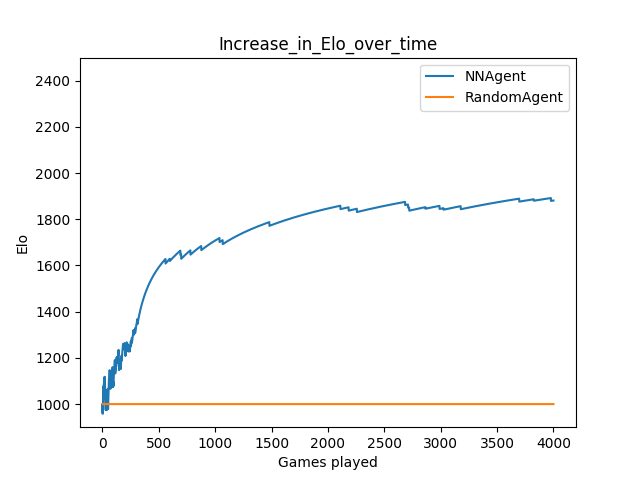 Increase_in_Elo_over_time
NNAgent
RandomAgent
2400
2200
2000
1800
1600
1400
1200
1000
Elo
0 500 1000 1500 2000 2500 3000 3500 4000
Games played